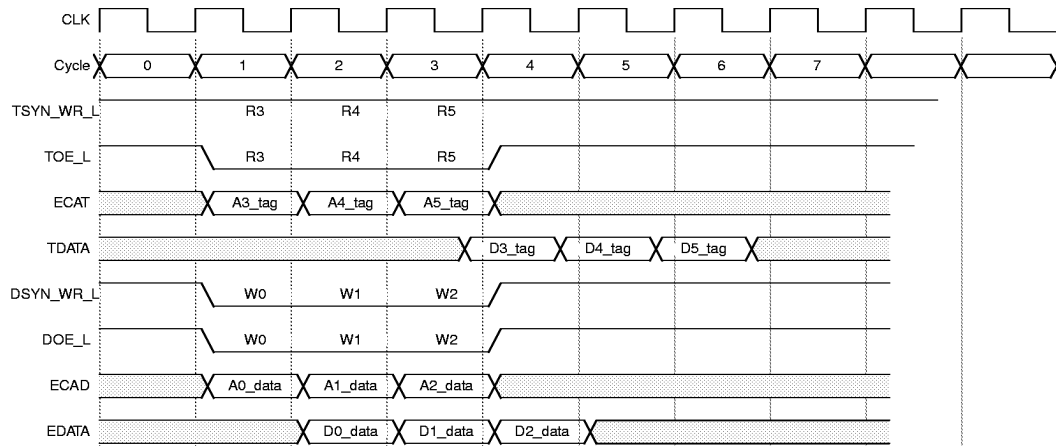 CLK
Cycle 0 1 2 3 4 5 6 7
TSYN_WR_L R3 R4 R5
TOE_L R3 R4 R5
ECAT A3_tag A4_tag A5_tag
TDATA D3_tag D4_tag D5_tag
DSYN_WR_L W0 W1 W2
DOE_L W0 W1 W2
ECAD A0_data A1_data A2_data
EDATA D0_data D1_data D2_data